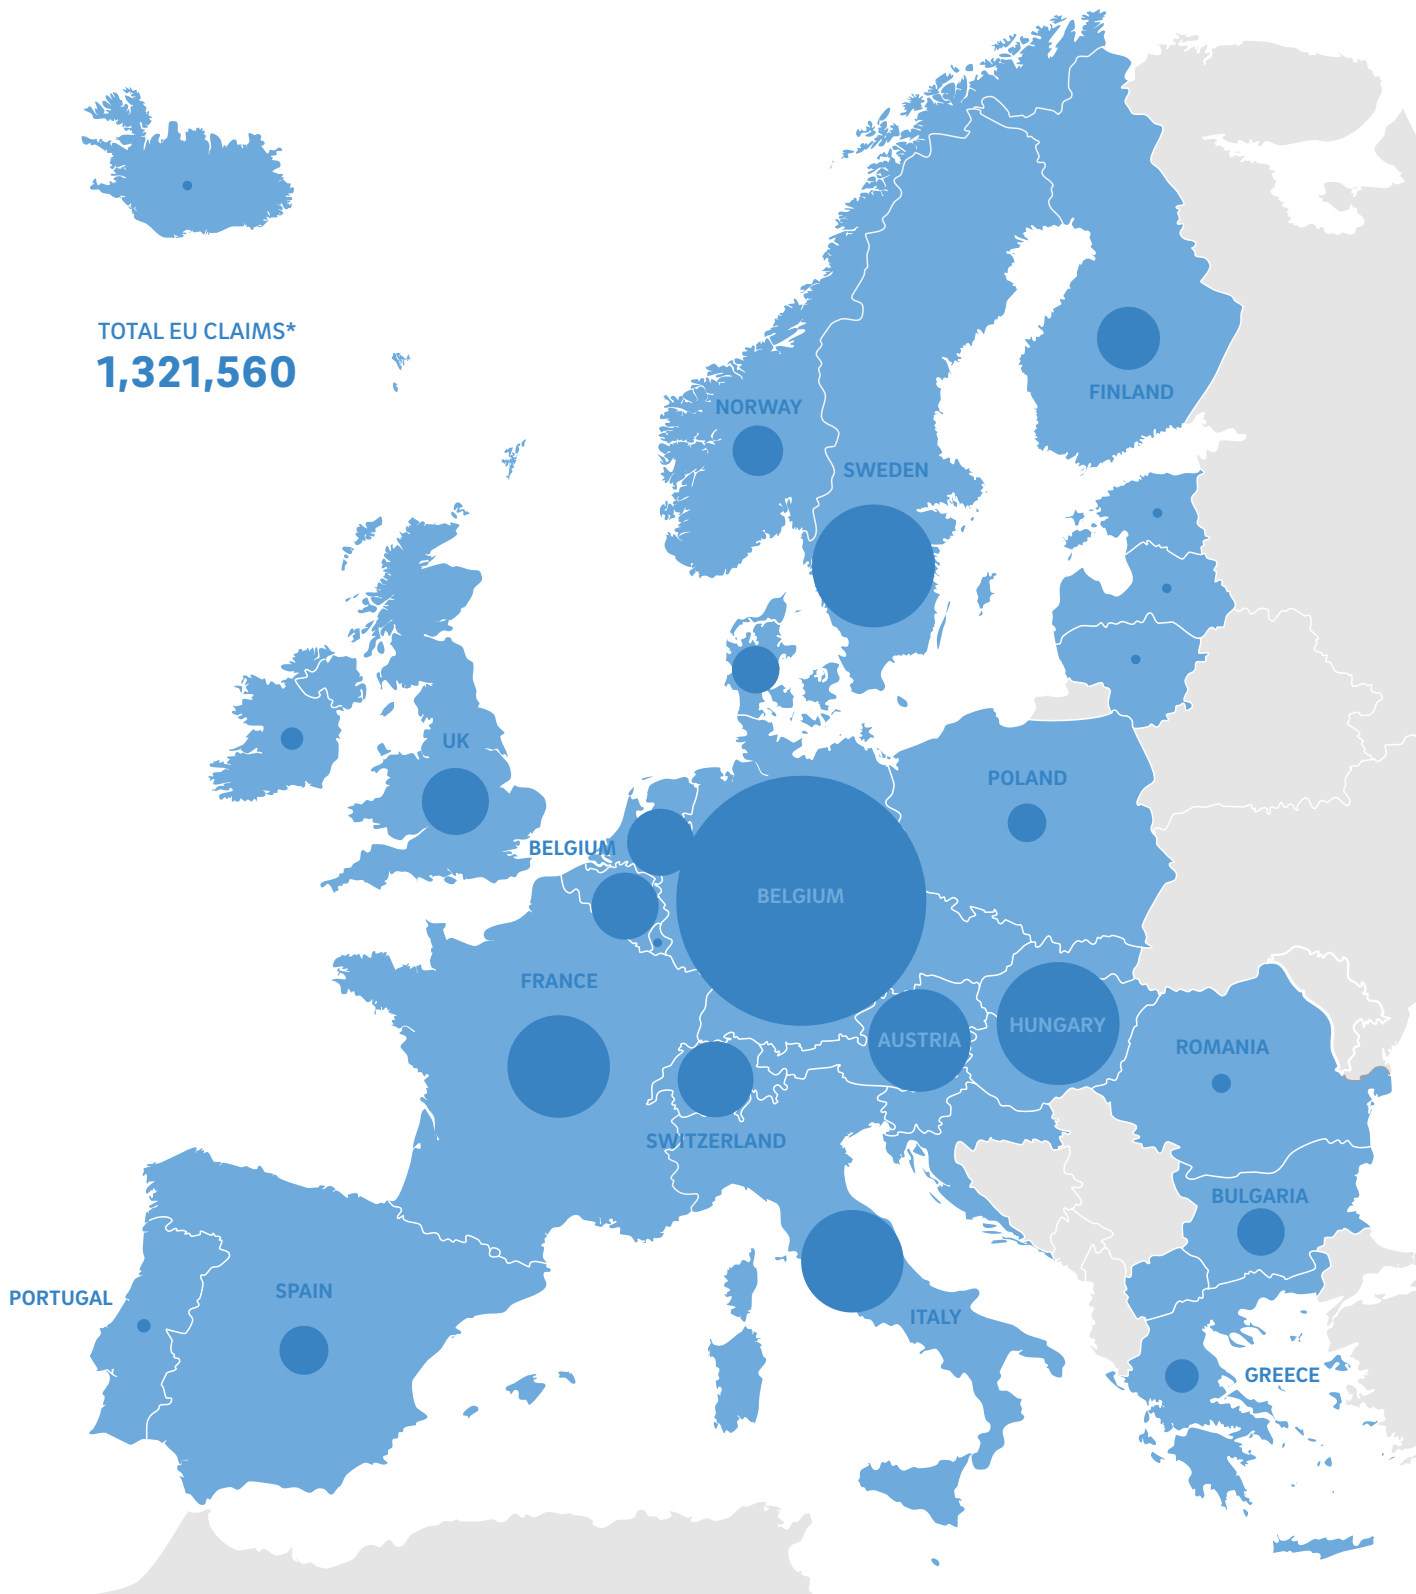 TOTAL EU CLAIMS*
1,321,560
NORWAY
FINLAND
SWEDEN
UK
POLAND
BELGIUM
BELGIUM
FRANCE
HUNGARY
AUSTRIA
ROMANIA
SWITZERLAND
BULGARIA
SPAIN
PORTUGAL
ITALY
GREECE